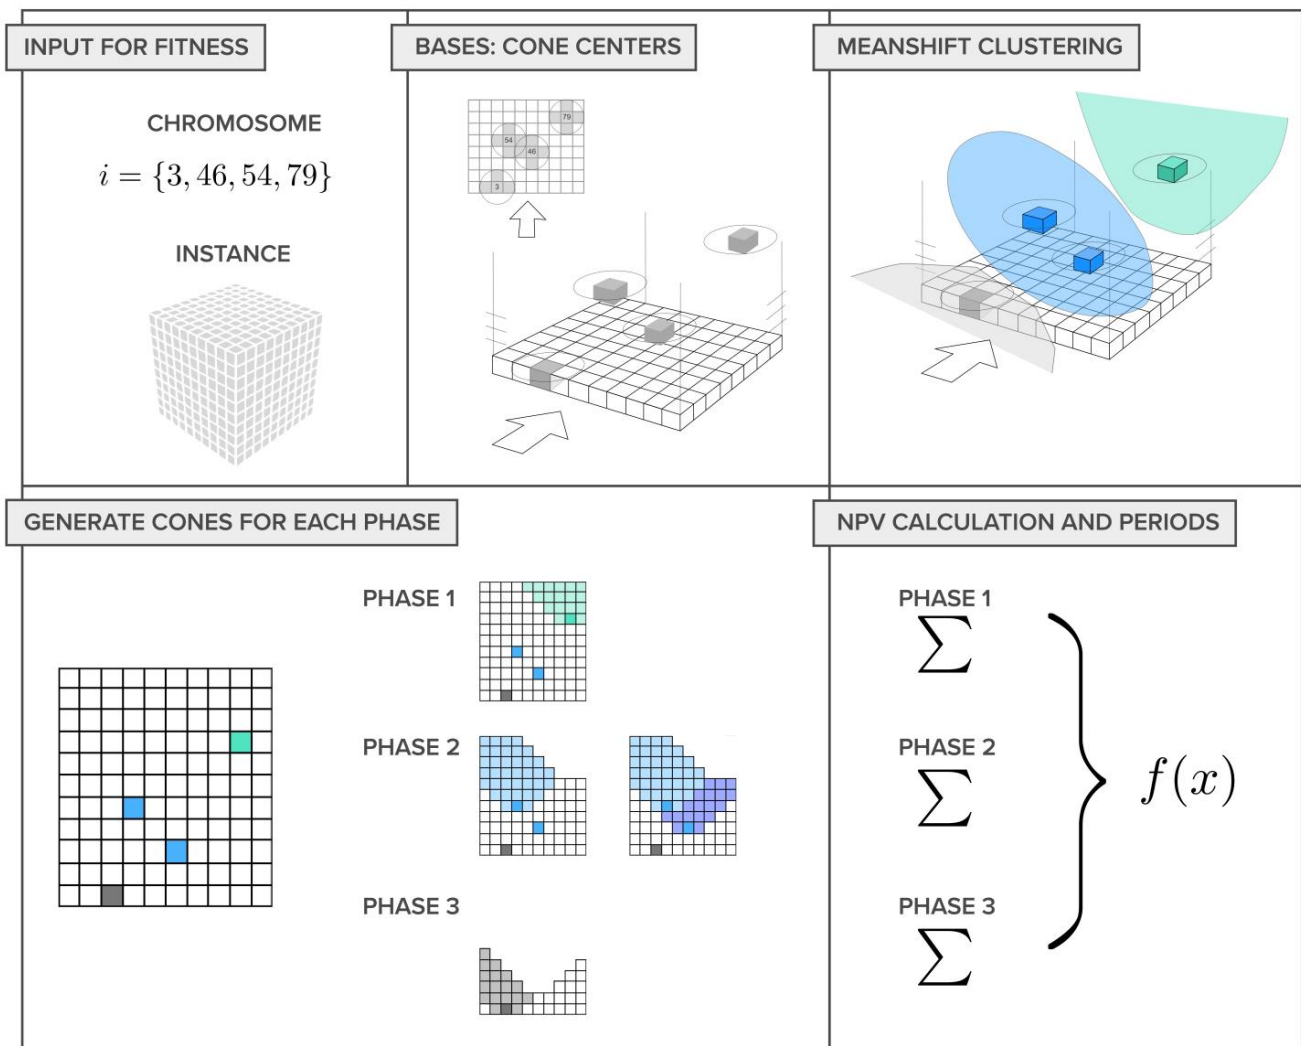 INPUT FOR FITNESS
CHROMOSOME
i = {3, 46, 54, 79}
INSTANCE
BASES: CONE CENTERS
79
54
46
3
MEANSHIFT CLUSTERING
GENERATE CONES FOR EACH PHASE
PHASE 1
PHASE 2
PHASE 3
NPV CALCULATION AND PERIODS
PHASE 1
∑
PHASE 2
∑
PHASE 3
∑
f(x)